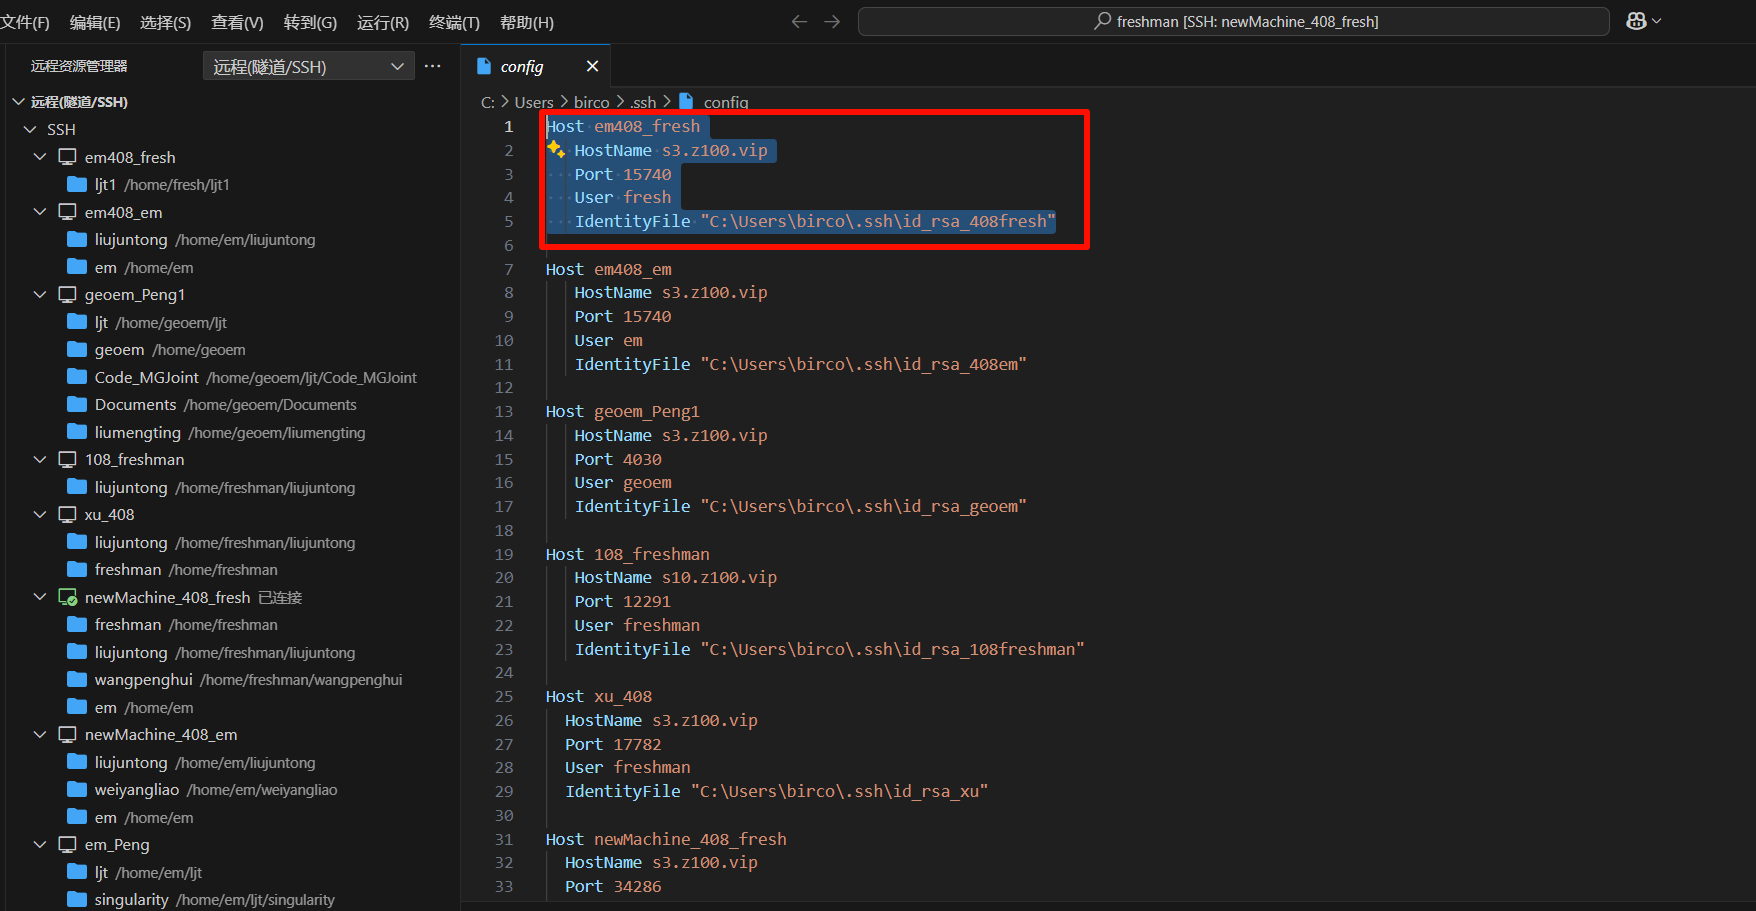 文件(F) 编辑(E) 选择(S) 查看(V) 转到(G) 运行(R) 终端(T) 帮助(H)
freshman [SSH: newMachine_408_fresh]
远程资源管理器
远程(隧道/SSH)
远程(隧道/SSH)
SSH
em408_fresh
ljt1 /home/fresh/ljt1
em408_em
liujuntong /home/em/liujuntong
em /home/em
geoem_Peng1
ljt /home/geoem/ljt
geoem /home/geoem
Code_MGJoint /home/geoem/ljt/Code_MGJoint
Documents /home/geoem/Documents
liumengting /home/geoem/liumengting
108_freshman
liujuntong /home/freshman/liujuntong
xu_408
liujuntong /home/freshman/liujuntong
freshman /home/freshman
newMachine_408_fresh 已连接
freshman /home/freshman
liujuntong /home/freshman/liujuntong
wangpenghui /home/freshman/wangpenghui
em /home/em
newMachine_408_em
liujuntong /home/em/liujuntong
weiyangliao /home/em/weiyangliao
em /home/em
em_Peng
ljt /home/em/ljt
singularity /home/em/ljt/singularity
config
C: > Users > birco > .ssh > config
1 Host em408_fresh
2 HostName s3.z100.vip
3 Port 15740
4 User fresh
5 IdentityFile "C:\Users\birco\.ssh\id_rsa_408fresh"
6
7 Host em408_em
8 HostName s3.z100.vip
9 Port 15740
10 User em
11 IdentityFile "C:\Users\birco\.ssh\id_rsa_408em"
12
13 Host geoem_Peng1
14 HostName s3.z100.vip
15 Port 4030
16 User geoem
17 IdentityFile "C:\Users\birco\.ssh\id_rsa_geoem"
18
19 Host 108_freshman
20 HostName s10.z100.vip
21 Port 12291
22 User freshman
23 IdentityFile "C:\Users\birco\.ssh\id_rsa_108freshman"
24
25 Host xu_408
26 HostName s3.z100.vip
27 Port 17782
28 User freshman
29 IdentityFile "C:\Users\birco\.ssh\id_rsa_xu"
30
31 Host newMachine_408_fresh
32 HostName s3.z100.vip
33 Port 34286